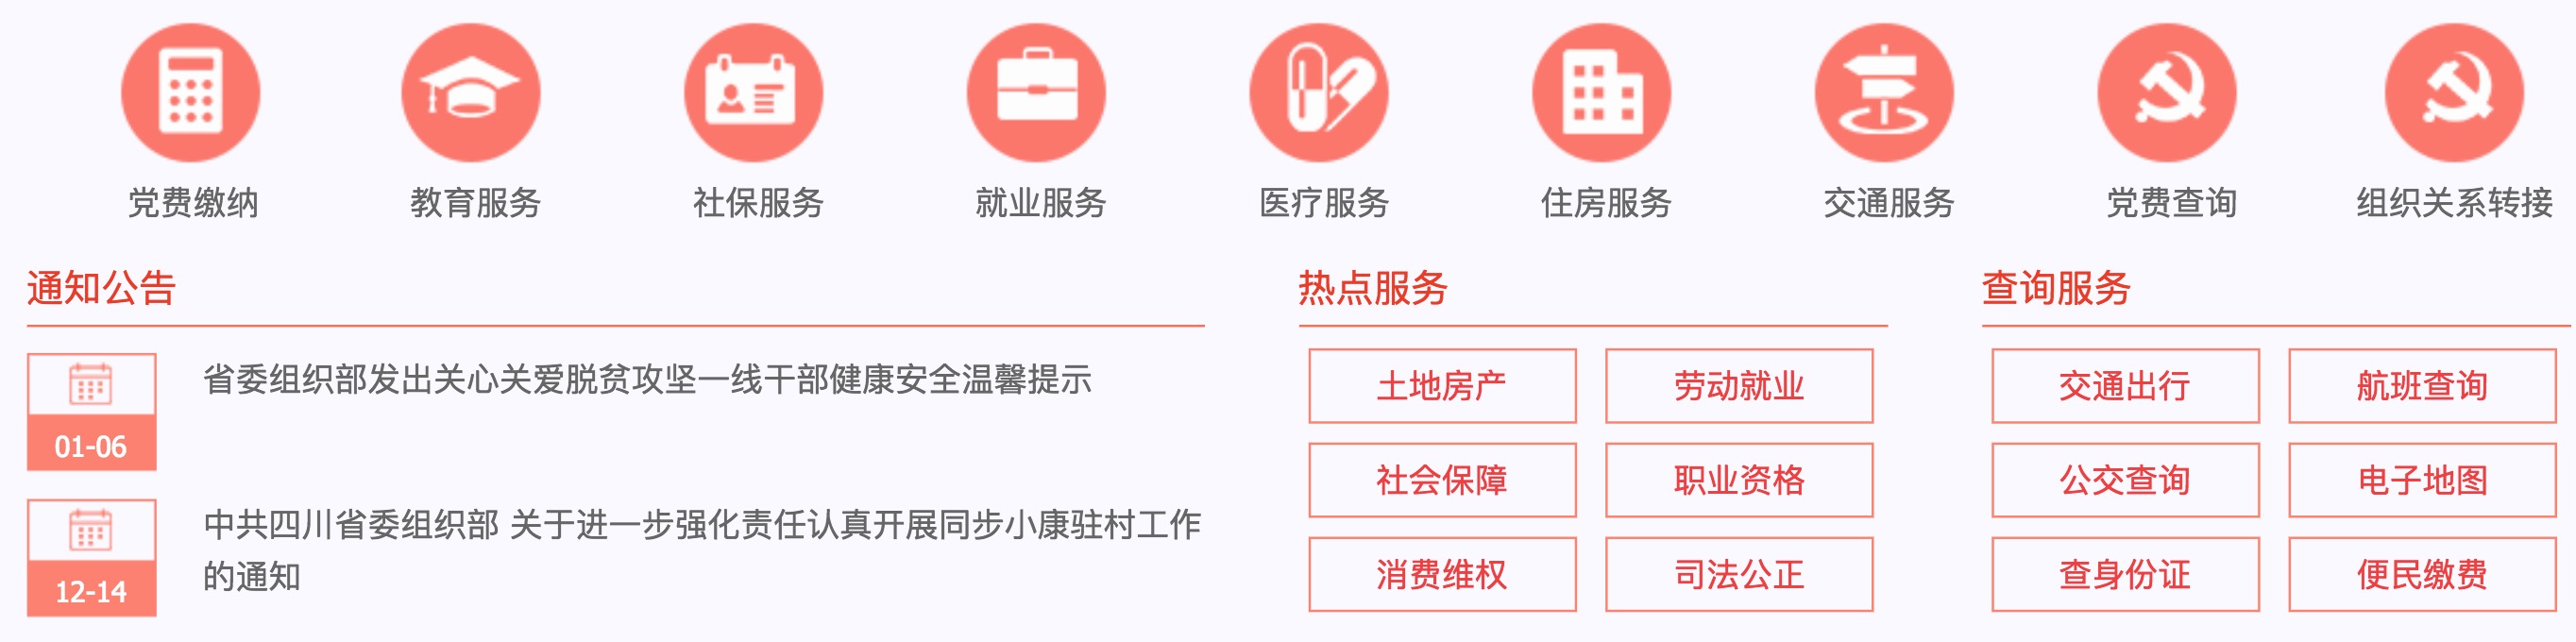 党费缴纳
教育服务
社保服务
就业服务
医疗服务
住房服务
交通服务
党费查询
组织关系转接
通知公告
01-06
省委组织部发出关心关爱脱贫攻坚一线干部健康安全温馨提示
12-14
中共四川省委组织部 关于进一步强化责任认真开展同步小康驻村工作
的通知
热点服务
土地房产
劳动就业
社会保障
职业资格
消费维权
司法公正
查询服务
交通出行
航班查询
公交查询
电子地图
查身份证
便民缴费